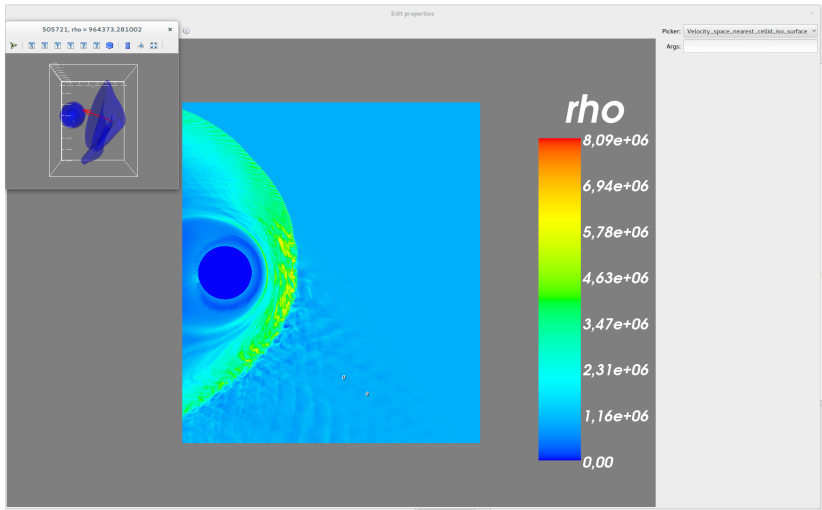 Edit properties
505721, rho = 964373.281002
Picker: Velocity_space_nearest_cellid_iso_surface
Args:
rho
8,09e+06
6,94e+06
5,78e+06
4,63e+06
3,47e+06
2,31e+06
1,16e+06
0,00